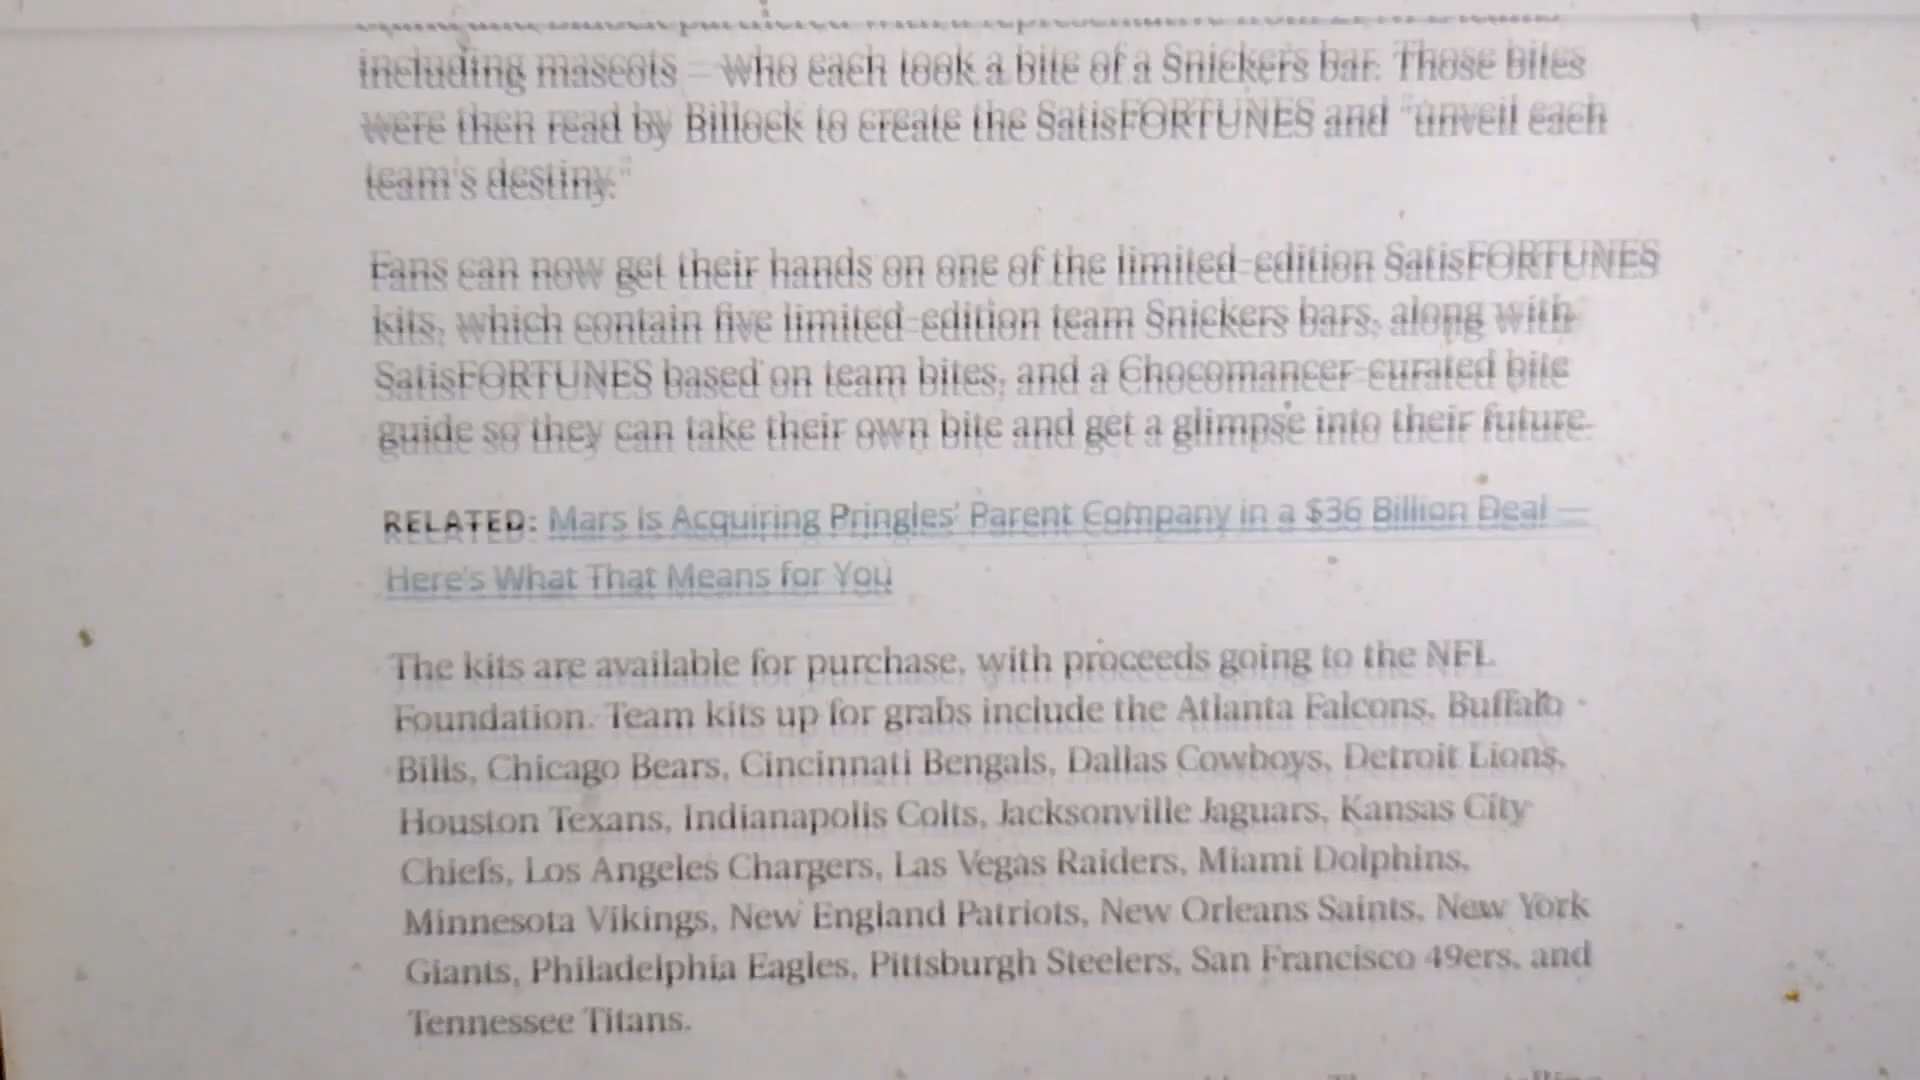 including mascots – who each took a bite of a Snickers bar. Those bites
were then read by Billock to create the SatisFORTUNES and "unveil each
team's destiny."
Fans can now get their hands on one of the limited-edition SatisFORTUNES
kits, which contain five limited-edition team Snickers bars, along with
SatisFORTUNES based on team bites, and a Chocomancer-curated bite
guide so they can take their own bite and get a glimpse into their future.
RELATED: Mars Is Acquiring Pringles' Parent Company in a $36 Billion Deal —
Here's What That Means for You
The kits are available for purchase, with proceeds going to the NFL
Foundation. Team kits up for grabs include the Atlanta Falcons, Buffalo
Bills, Chicago Bears, Cincinnati Bengals, Dallas Cowboys, Detroit Lions,
Houston Texans, Indianapolis Colts, Jacksonville Jaguars, Kansas City
Chiefs, Los Angeles Chargers, Las Vegas Raiders, Miami Dolphins,
Minnesota Vikings, New England Patriots, New Orleans Saints, New York
Giants, Philadelphia Eagles, Pittsburgh Steelers, San Francisco 49ers, and
Tennessee Titans.